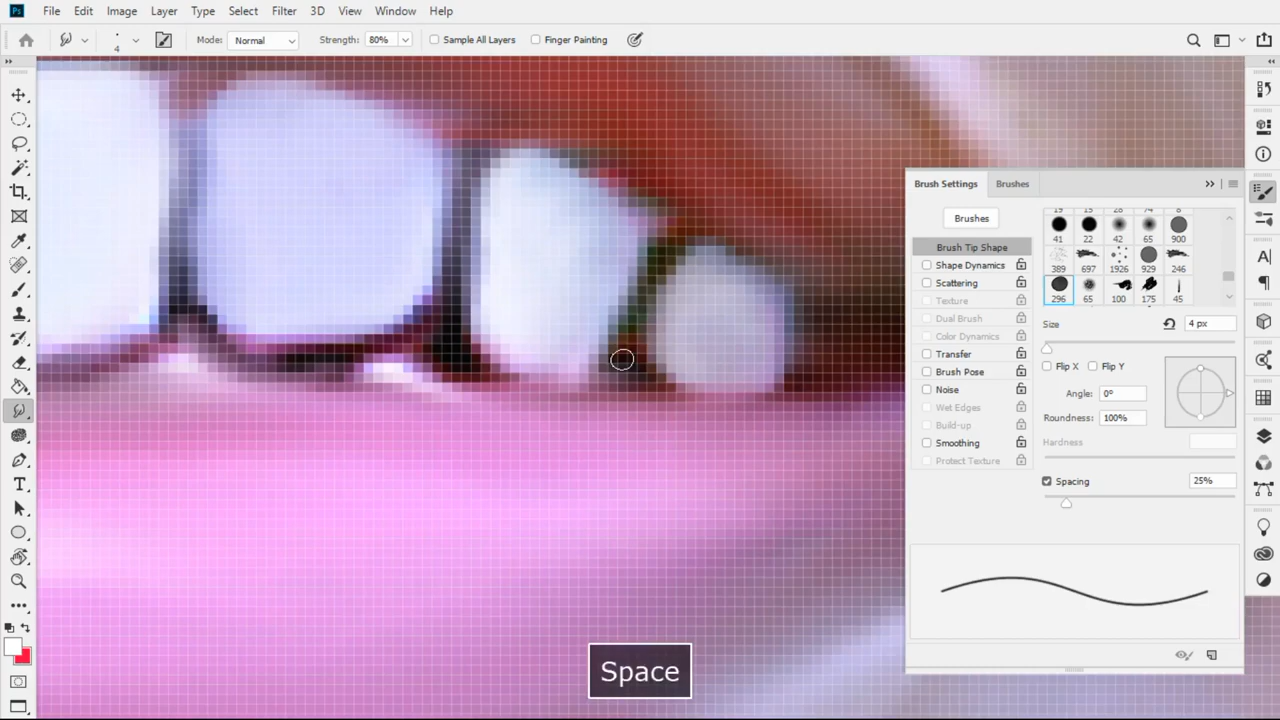 Ps File Edit Image Layer Type Select Filter 3D View Window Help
4 Mode: Normal Strength: 80% Sample All Layers Finger Painting
Brush Settings Brushes
Brushes
41 22 42 65 900
Brush Tip Shape
389 697 1926 929 246
Shape Dynamics
Scattering
296 65 100 175 45
Texture
Dual Brush
Size 4 px
Color Dynamics
Transfer
Flip X Flip Y
Brush Pose
Noise
Angle: 0°
Wet Edges
Roundness: 100%
Build-up
Smoothing
Hardness
Protect Texture
Spacing 25%
Space